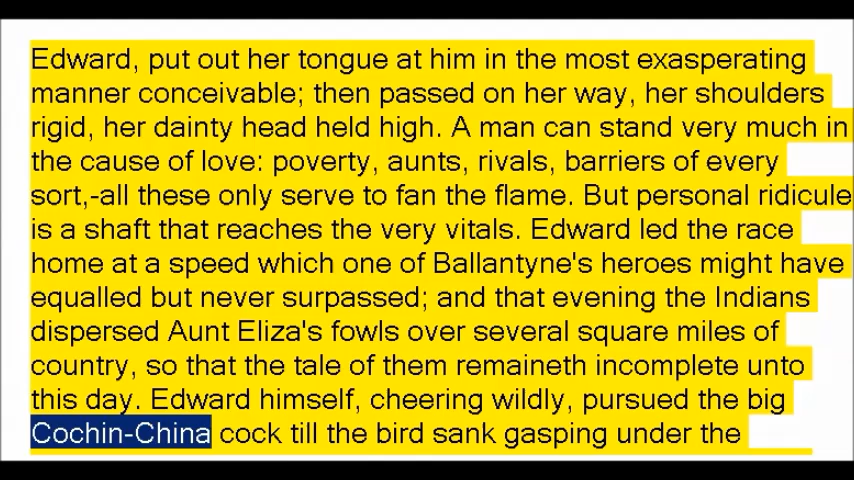 Edward, put out her tongue at him in the most exasperating
manner conceivable; then passed on her way, her shoulders
rigid, her dainty head held high. A man can stand very much in
the cause of love: poverty, aunts, rivals, barriers of every
sort,-all these only serve to fan the flame. But personal ridicule
is a shaft that reaches the very vitals. Edward led the race
home at a speed which one of Ballantyne's heroes might have
equalled but never surpassed; and that evening the Indians
dispersed Aunt Eliza's fowls over several square miles of
country, so that the tale of them remaineth incomplete unto
this day. Edward himself, cheering wildly, pursued the big
Cochin-China cock till the bird sank gasping under the